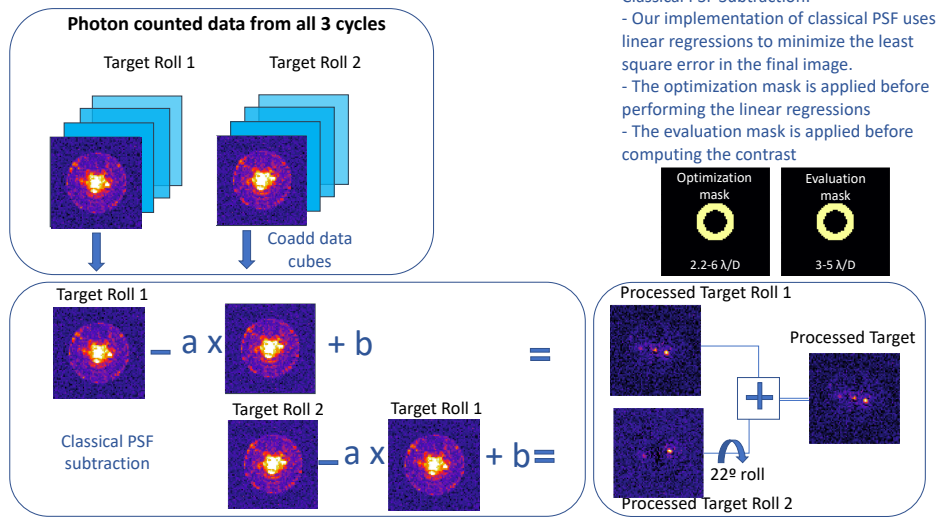 Photon counted data from all 3 cycles
Target Roll 1
Target Roll 2
Coadd data
cubes
Classical PSF Subtraction:
- Our implementation of classical PSF uses
linear regressions to minimize the least
square error in the final image.
- The optimization mask is applied before
performing the linear regressions
- The evaluation mask is applied before
computing the contrast
Optimization
mask
2.2-6 λ/D
Evaluation
mask
3-5 λ/D
Target Roll 1
– a x + b =
Target Roll 2
Target Roll 1
– a x + b =
Classical PSF
subtraction
Processed Target Roll 1
Processed Target
+
22º roll
Processed Target Roll 2